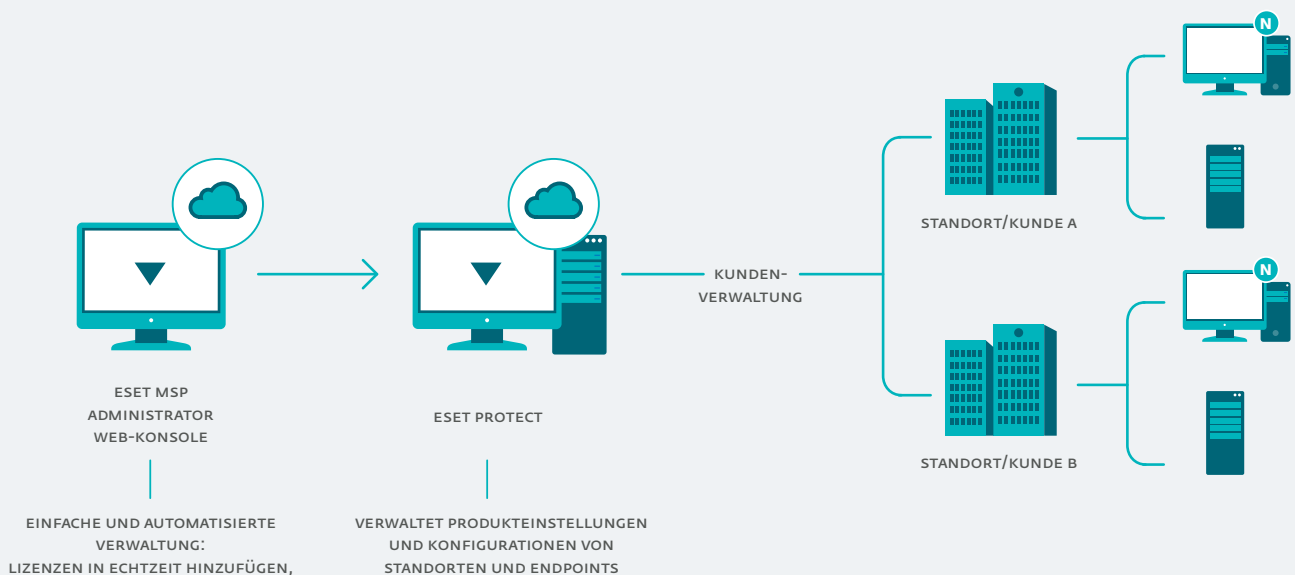 ESET MSP
ADMINISTRATOR
WEB-KONSOLE
EINFACHE UND AUTOMATISIERTE
VERWALTUNG:
LIZENZEN IN ECHTZEIT HINZUFÜGEN,
ESET PROTECT
VERWALTET PRODUKTEINSTELLUNGEN
UND KONFIGURATIONEN VON
STANDORTEN UND ENDPOINTS
KUNDEN-
VERWALTUNG
STANDORT/KUNDE A
N
STANDORT/KUNDE B
N